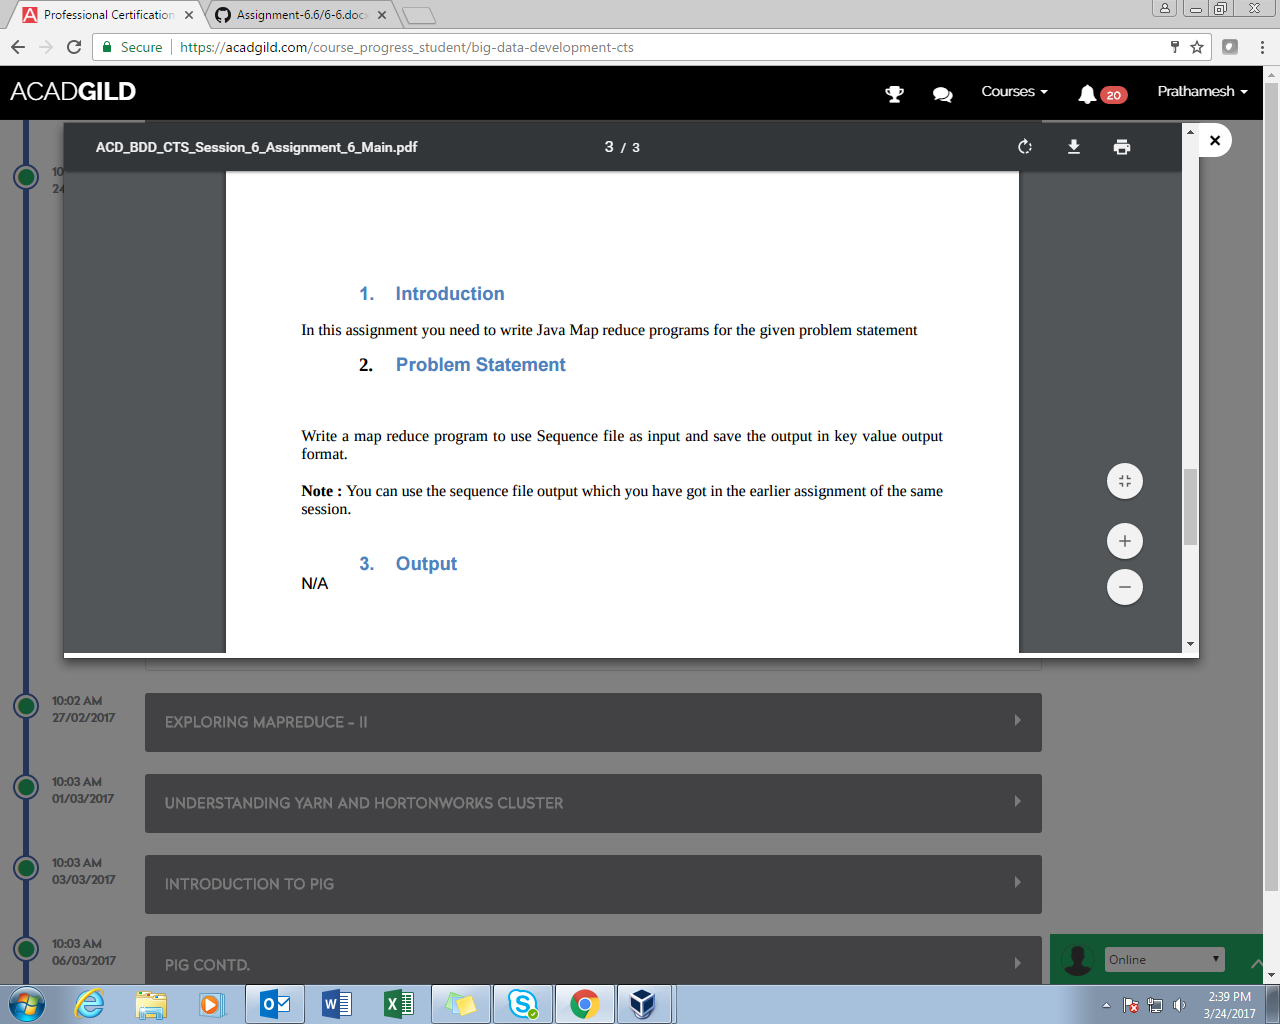 Professional Certification
Assignment-6.6/6-6.docx
Secure
https://acadgild.com/course_progress_student/big-data-development-cts
ACADGILD
Courses
20
Prathamesh
ACD_BDD_CTS_Session_6_Assignment_6_Main.pdf
3 / 3
10
24
1. Introduction
In this assignment you need to write Java Map reduce programs for the given problem statement
2. Problem Statement
Write a map reduce program to use Sequence file as input and save the output in key value output
format.
Note : You can use the sequence file output which you have got in the earlier assignment of the same
session.
3. Output
N/A
10:02 AM
27/02/2017
EXPLORING MAPREDUCE - II
10:03 AM
01/03/2017
UNDERSTANDING YARN AND HORTONWORKS CLUSTER
10:03 AM
03/03/2017
INTRODUCTION TO PIG
10:03 AM
06/03/2017
PIG CONTD.
Online
2:39 PM
3/24/2017